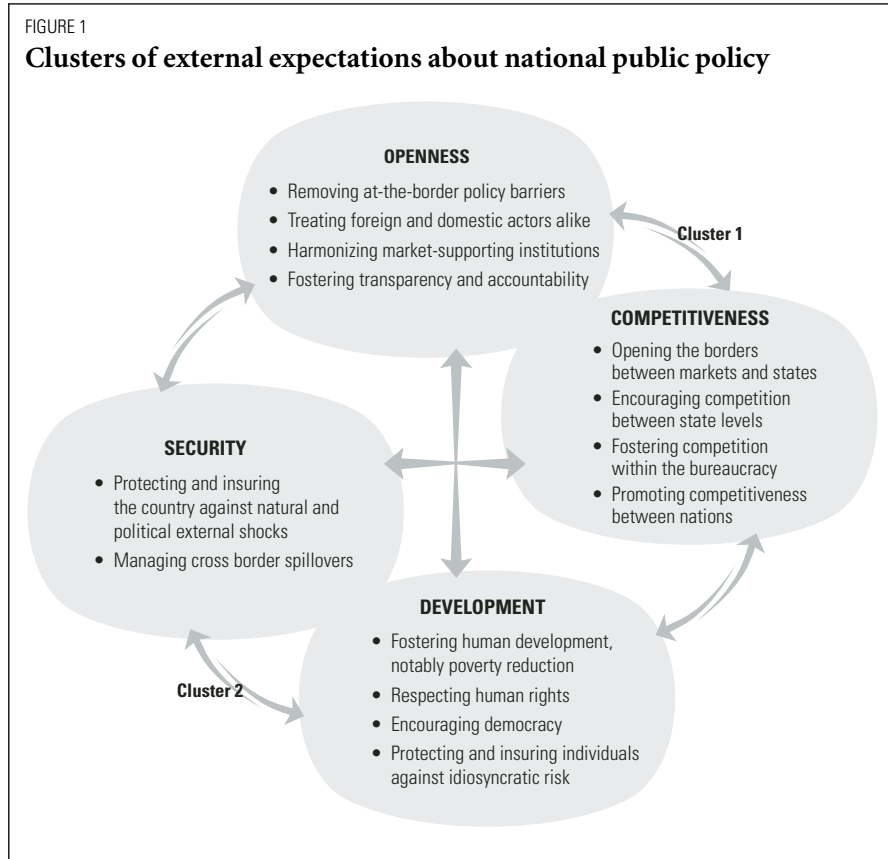 FIGURE 1
Clusters of external expectations about national public policy
OPENNESS
• Removing at-the-border policy barriers
• Treating foreign and domestic actors alike
• Harmonizing market-supporting institutions
• Fostering transparency and accountability
Cluster 1
COMPETITIVENESS
• Opening the borders
between markets and states
• Encouraging competition
between state levels
• Fostering competition
within the bureaucracy
• Promoting competitiveness
between nations
SECURITY
• Protecting and insuring
the country against natural and
political external shocks
• Managing cross border spillovers
Cluster 2
DEVELOPMENT
• Fostering human development,
notably poverty reduction
• Respecting human rights
• Encouraging democracy
• Protecting and insuring individuals
against idiosyncratic risk